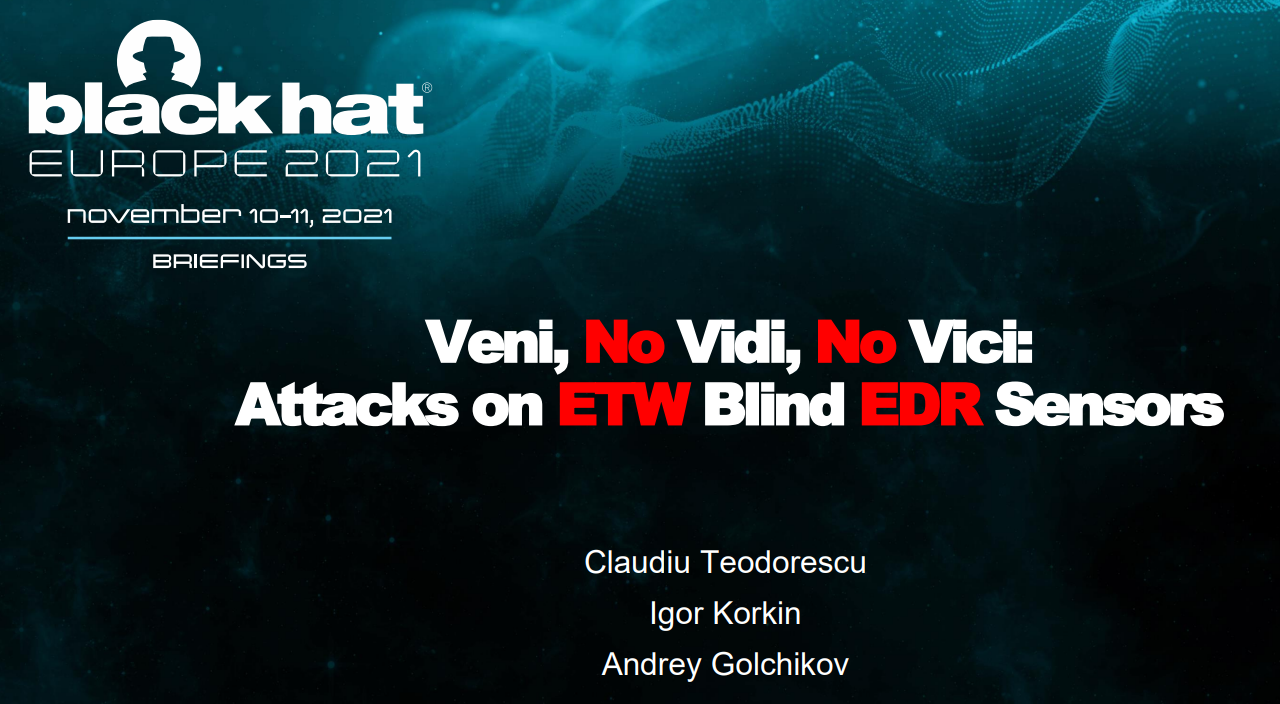 black hat®
EUROPE 2021
november 10-11, 2021
BRIEFINGS
Veni, No Vidi, No Vici:
Attacks on ETW Blind EDR Sensors
Claudiu Teodorescu
Igor Korkin
Andrey Golchikov